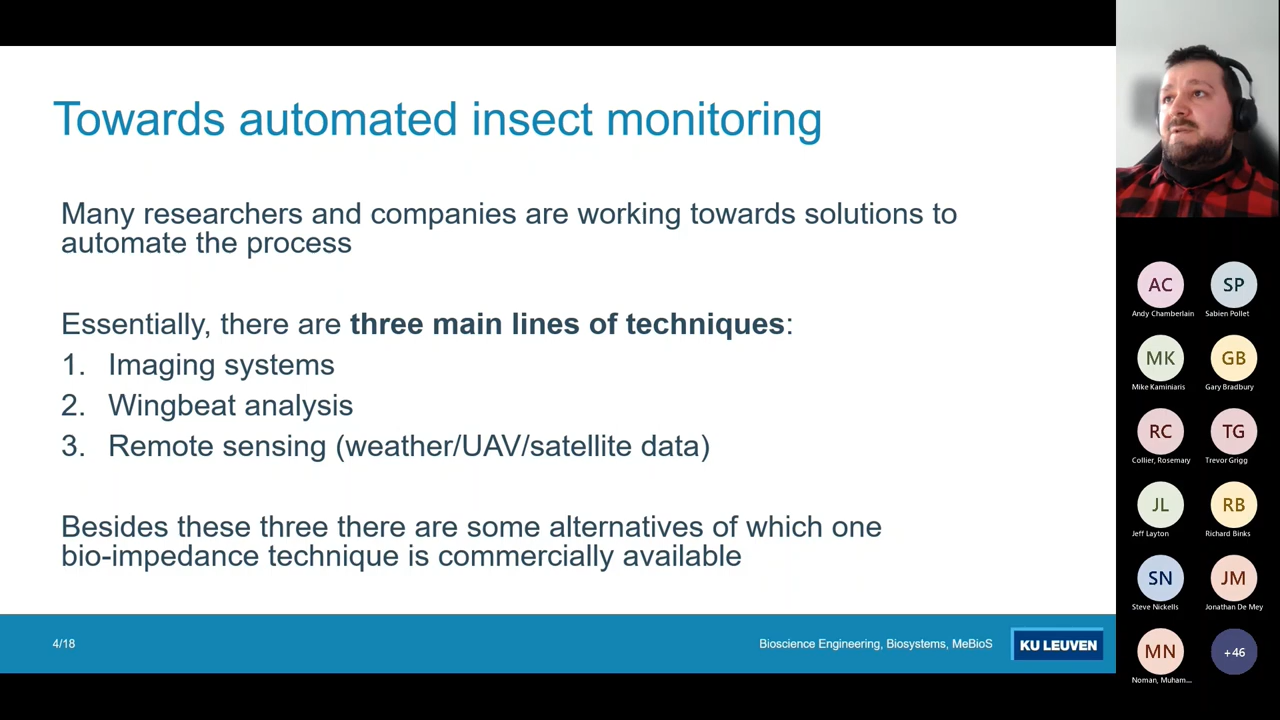 Towards automated insect monitoring
Many researchers and companies are working towards solutions to
automate the process
Essentially, there are three main lines of techniques:
1. Imaging systems
2. Wingbeat analysis
3. Remote sensing (weather/UAV/satellite data)
Besides these three there are some alternatives of which one
bio-impedance technique is commercially available
4/18
Bioscience Engineering, Biosystems, MeBioS
KU LEUVEN
AC SP
Andy Chamberlain Sabien Pollet
MK GB
Mike Kaminiaris Gary Bradbury
RC TG
Collier, Rosemary Trevor Grigg
JL RB
Jeff Layton Richard Binks
SN JM
Steve Nickells Jonathan De Mey
MN +46
Noman, Muham...